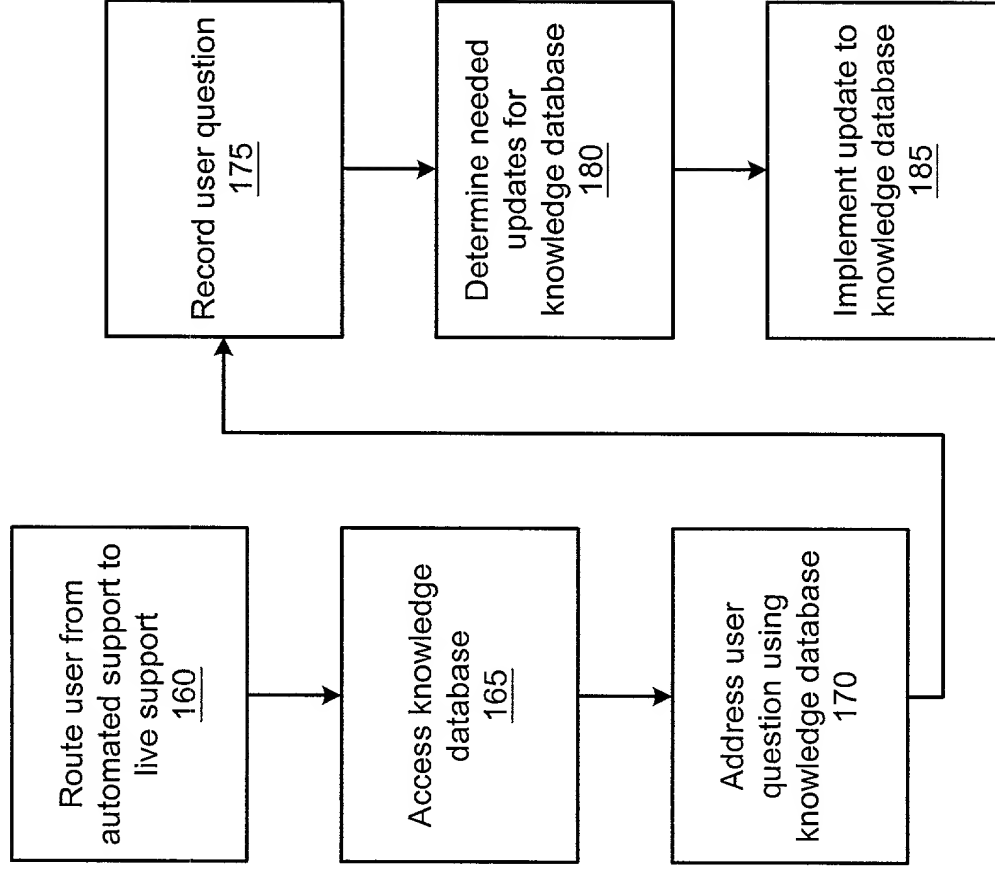 Route user from
automated support to
live support
160
Access knowledge
database
165
Address user
question using
knowledge database
170
Record user question
175
Determine needed
updates for
knowledge database
180
Implement update to
knowledge database
185